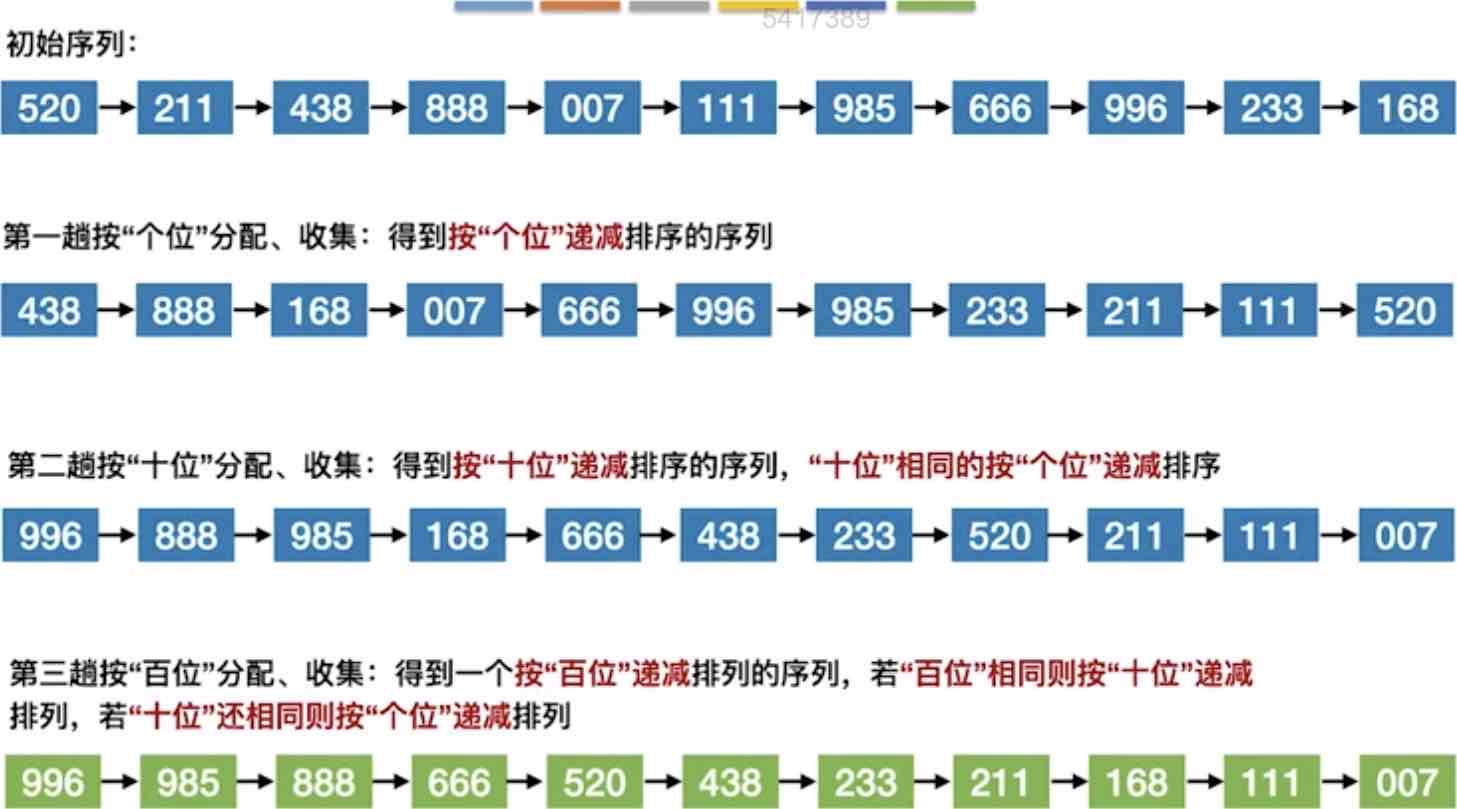 5417389
初始序列：
520 211 438 888 007 111 985 666 996 233 168
第一趟按“个位”分配、收集：得到按“个位”递减排序的序列
438 888 168 007 666 996 985 233 211 111 520
第二趟按“十位”分配、收集：得到按“十位”递减排序的序列，“十位”相同的按“个位”递减排序
996 888 985 168 666 438 233 520 211 111 007
第三趟按“百位”分配、收集：得到一个按“百位”递减排列的序列，若“百位”相同则按“十位”递减
排列，若“十位”还相同则按“个位”递减排列
996 985 888 666 520 438 233 211 168 111 007